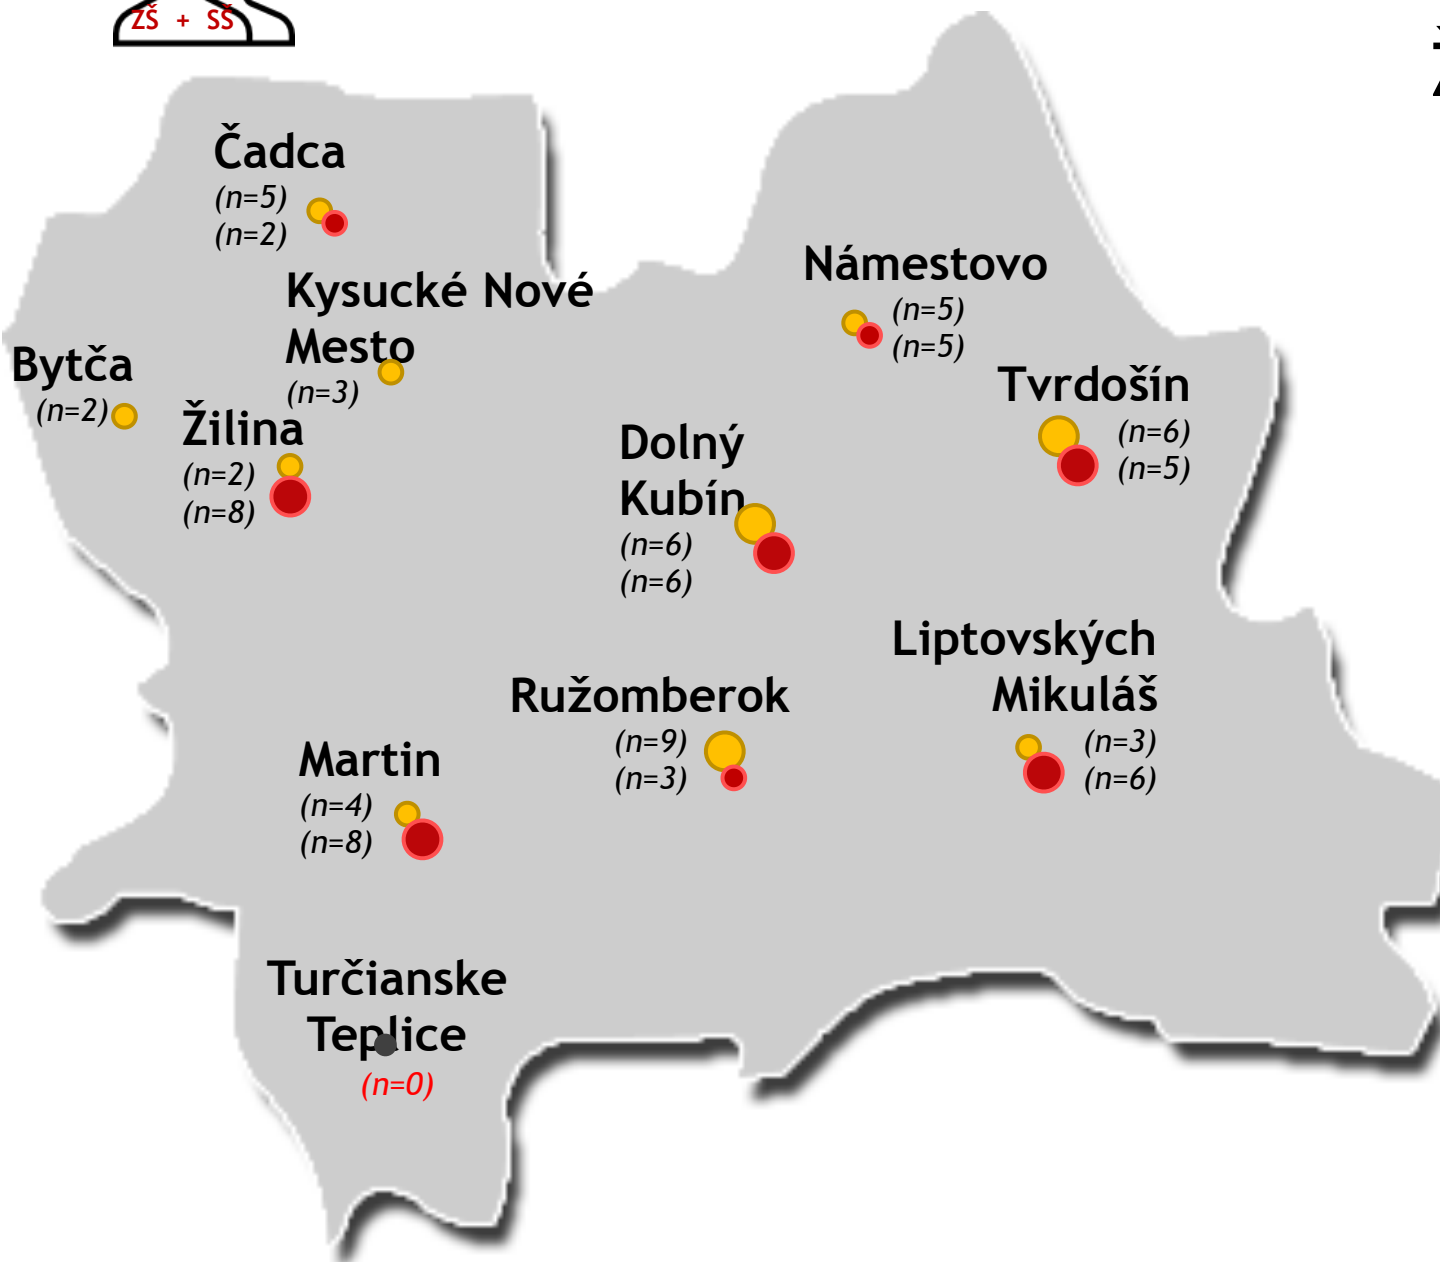 ZŠ + SŠ
Čadca
(n=5)
(n=2)
Kysucké Nové
Mesto
(n=3)
Bytča
(n=2)
Žilina
(n=2)
(n=8)
Námestovo
(n=5)
(n=5)
Tvrdošín
(n=6)
(n=5)
Dolný
Kubín
(n=6)
(n=6)
Liptovských
Mikuláš
(n=3)
(n=6)
Ružomberok
(n=9)
(n=3)
Martin
(n=4)
(n=8)
Turčianske
Teplice
(n=0)